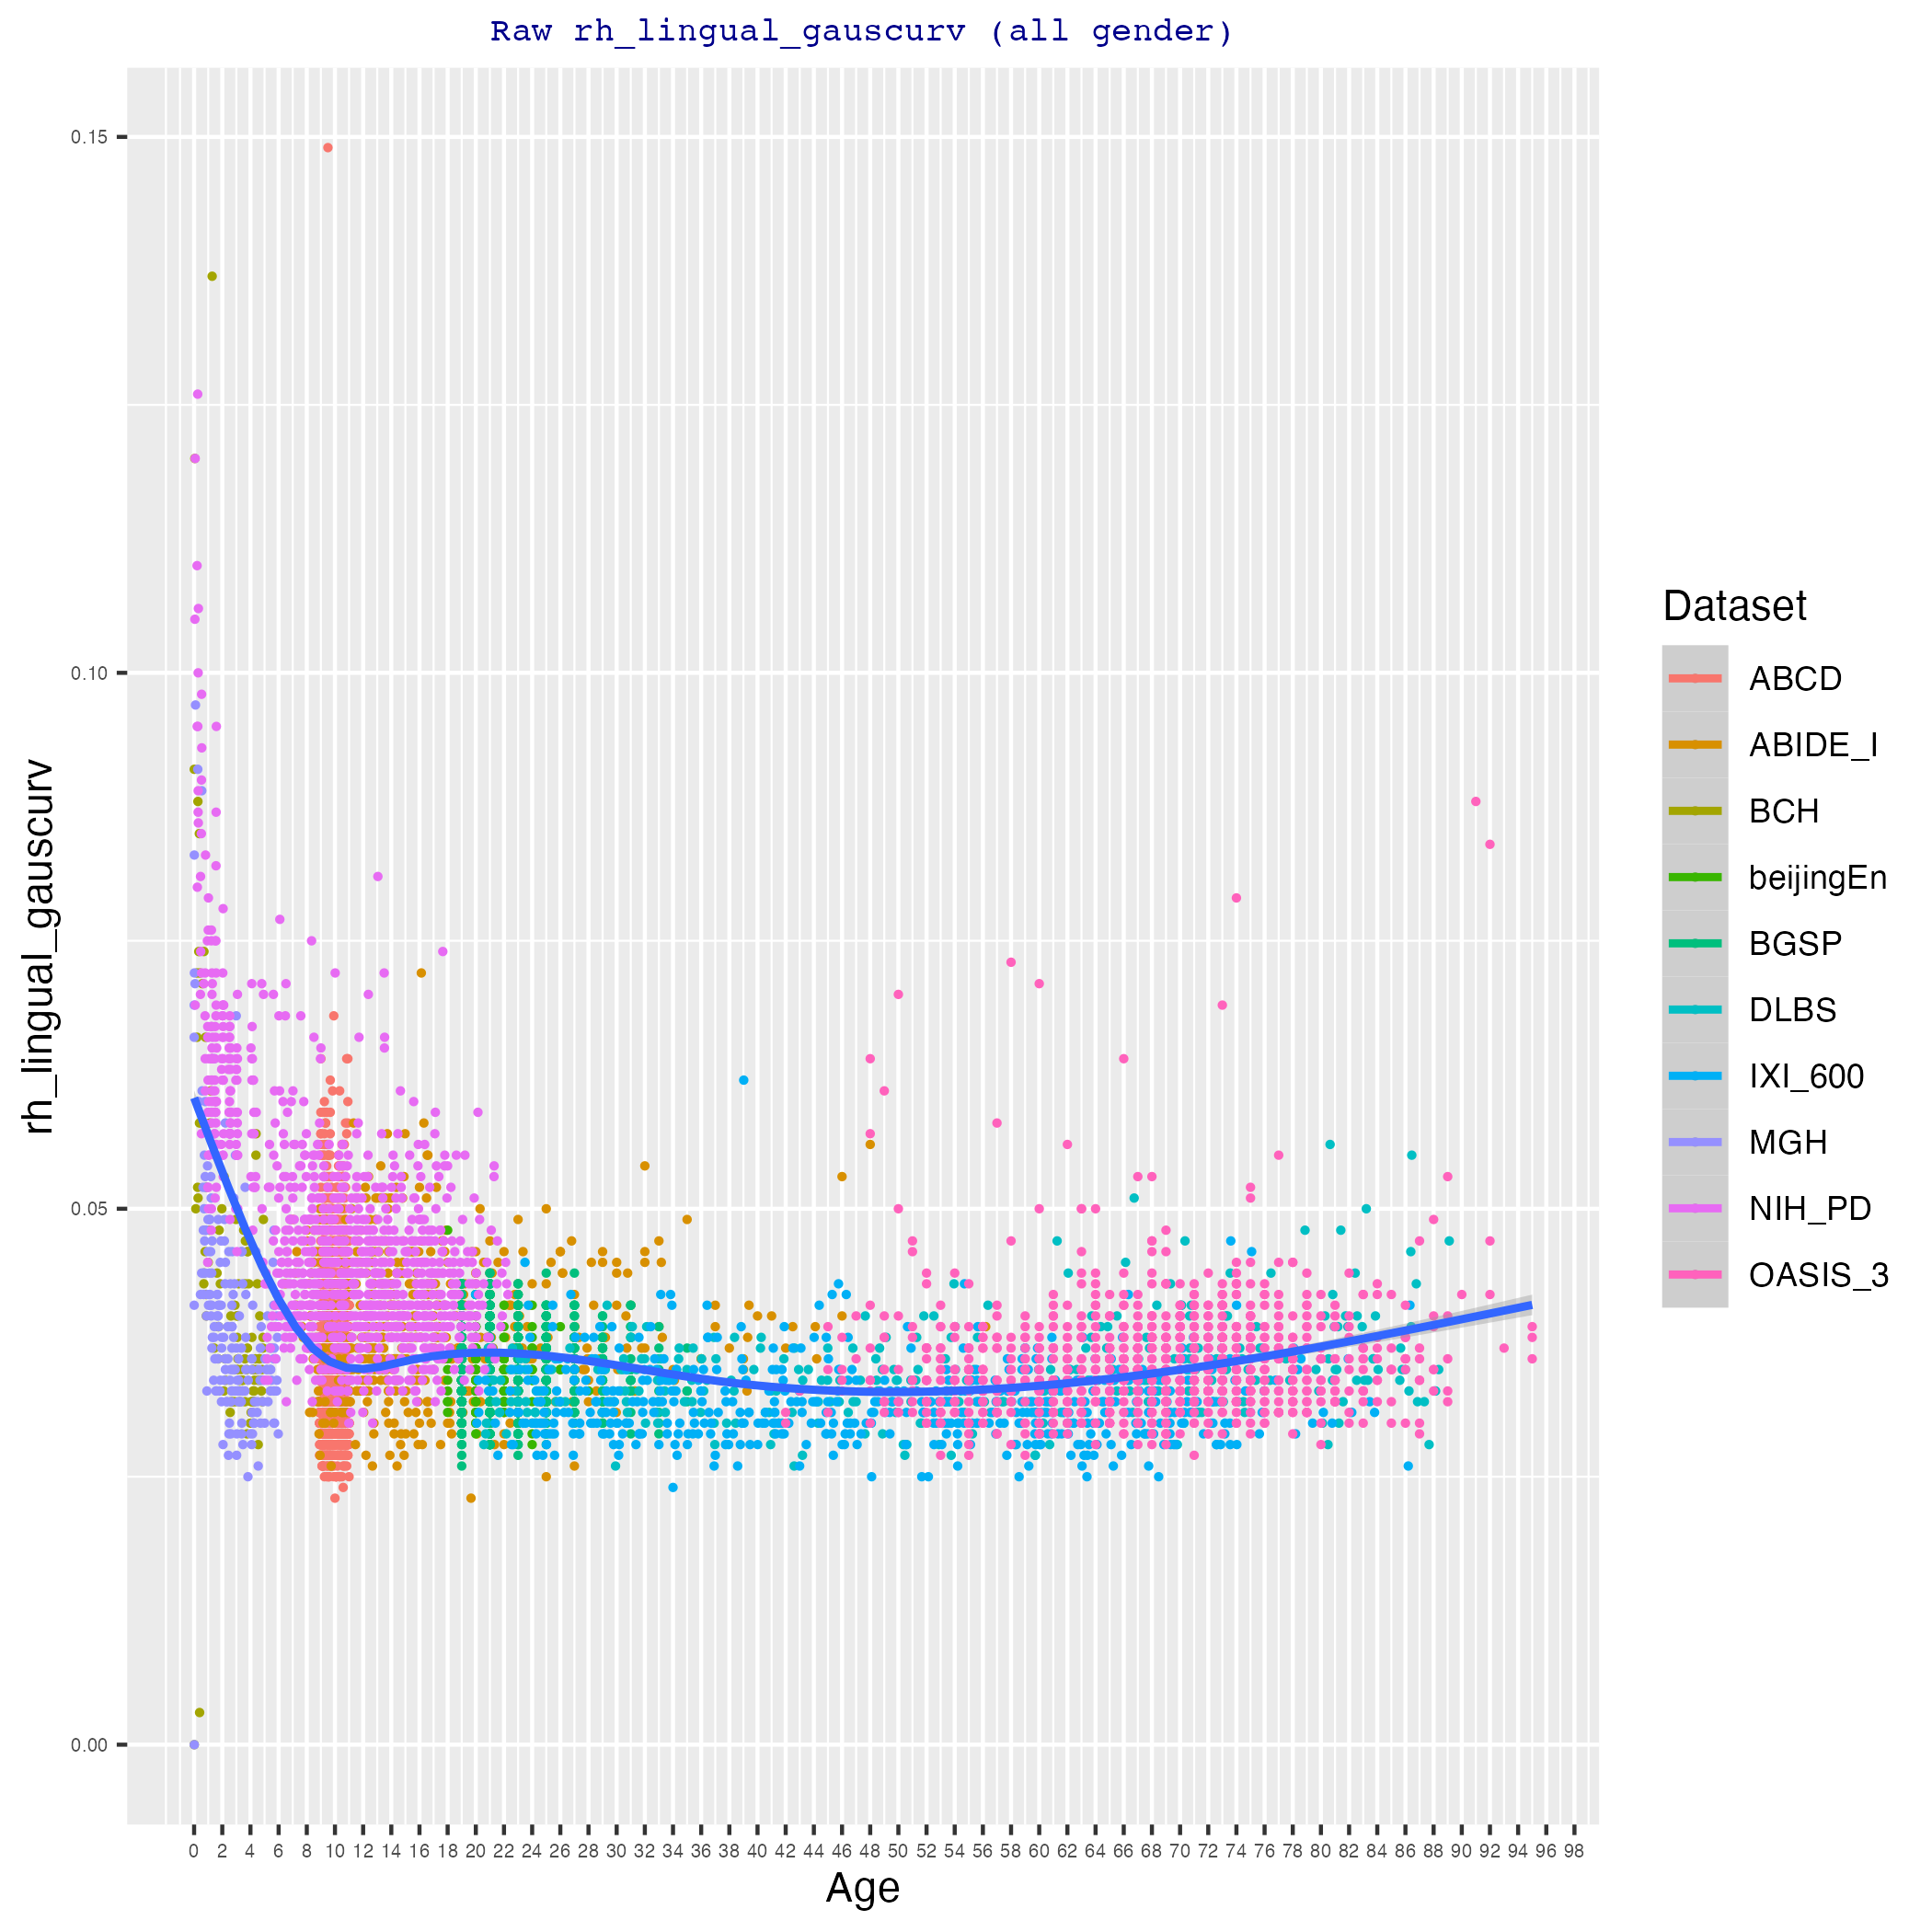 Raw rh_lingual_gauscurv (all gender)
0.15
0.10
0.05
0.00
rh_lingual_gauscurv
0 2 4 6 8 10 12 14 16 18 20 22 24 26 28 30 32 34 36 38 40 42 44 46 48 50 52 54 56 58 60 62 64 66 68 70 72 74 76 78 80 82 84 86 88 90 92 94 96 98
Age
Dataset
ABCD
ABIDE_I
BCH
beijingEn
BGSP
DLBS
IXI_600
MGH
NIH_PD
OASIS_3